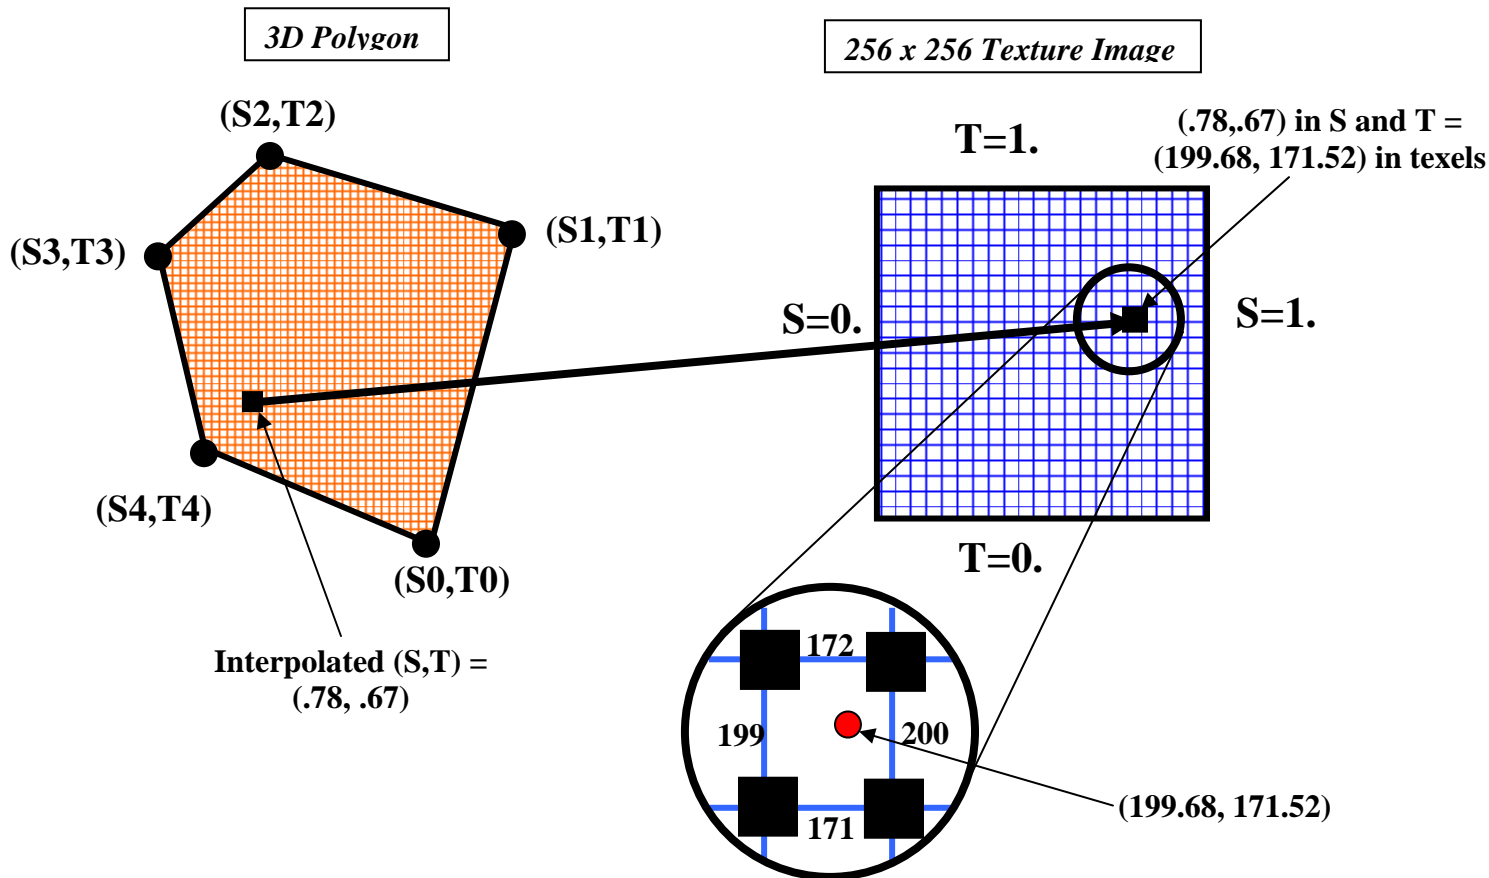 3D Polygon
256 x 256 Texture Image
(S2,T2)
(S1,T1)
(S3,T3)
(S4,T4)
(S0,T0)
Interpolated (S,T) =
(.78, .67)
T=1.
(.78,.67) in S and T =
(199.68, 171.52) in texels
S=0.
S=1.
T=0.
172
199
200
171
(199.68, 171.52)